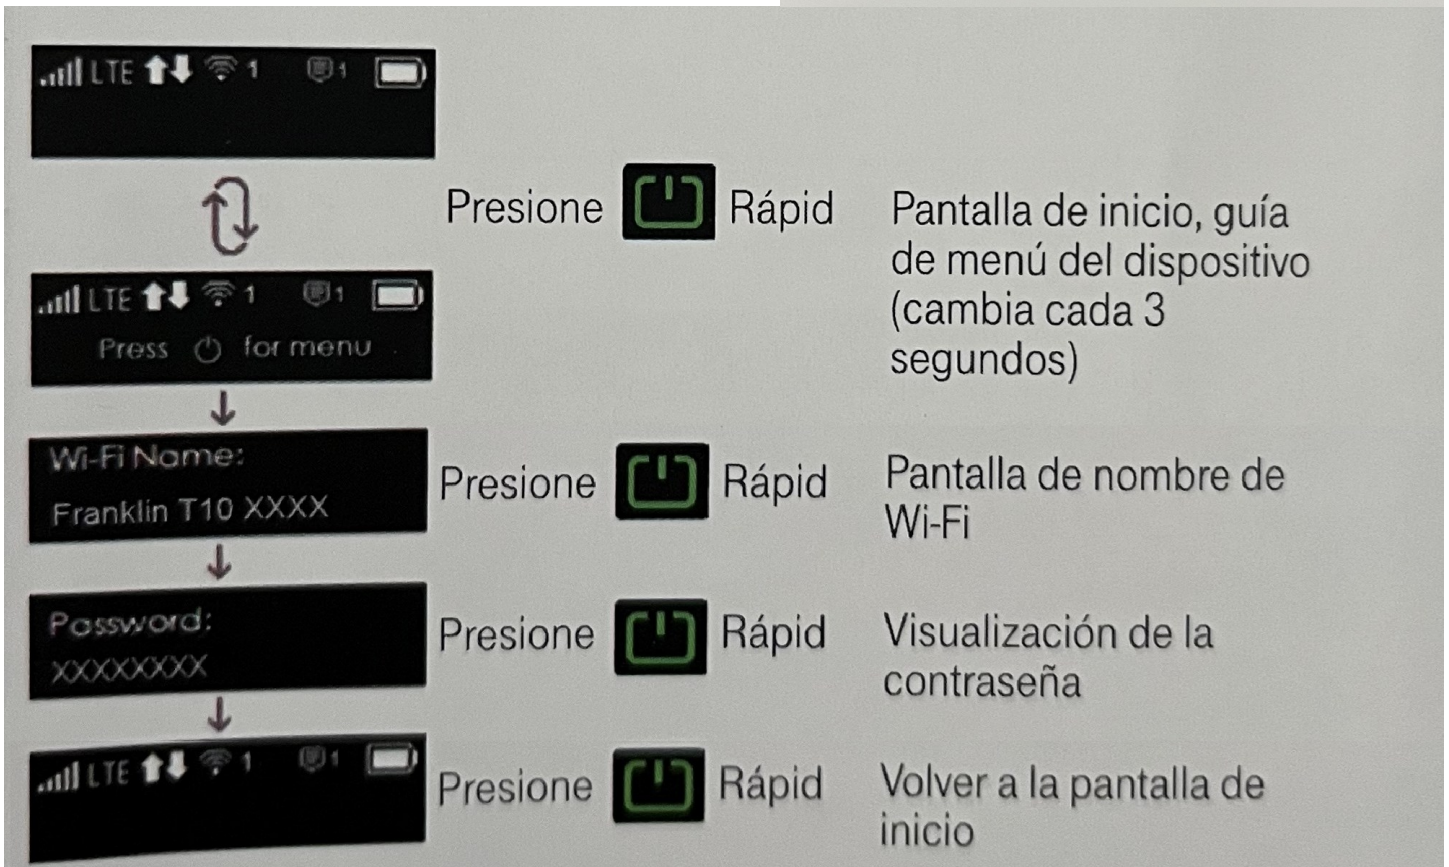 LTE 1 1
Presione Rápid Pantalla de inicio, guía
de menú del dispositivo
(cambia cada 3
segundos)
LTE 1 1
Press for menu
Wi-Fi Name:
Franklin T10 XXXX
Presione Rápid Pantalla de nombre de
Wi-Fi
Password:
XXXXXXXX
Presione Rápid Visualización de la
contraseña
LTE 1 1
Presione Rápid Volver a la pantalla de
inicio